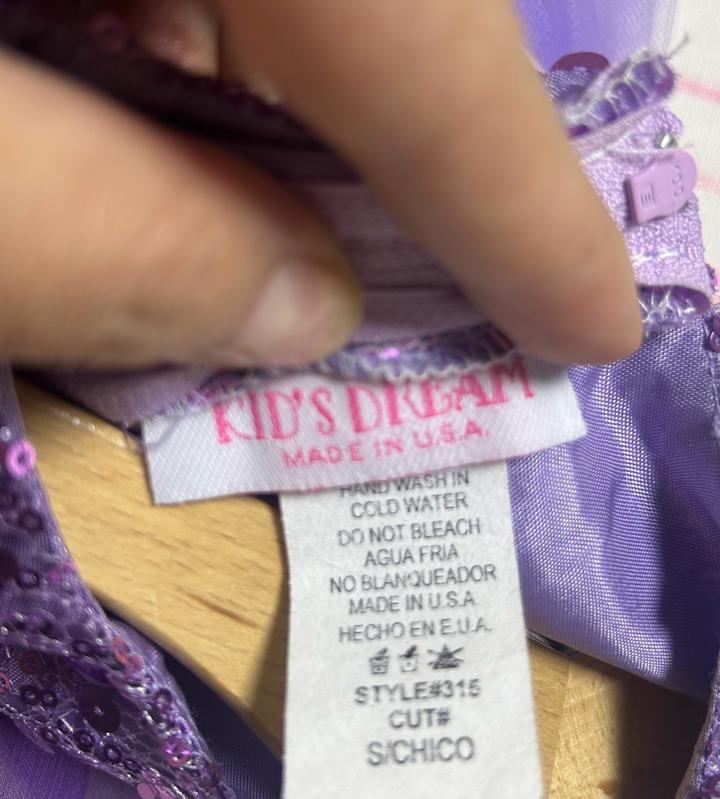 KID'S DREAM
MADE IN U.S.A.
HAND WASH IN
COLD WATER
DO NOT BLEACH
AGUA FRIA
NO BLANQUEADOR
MADE IN U.S.A
HECHO EN E.U.A.
STYLE#315
CUT#
S/CHICO